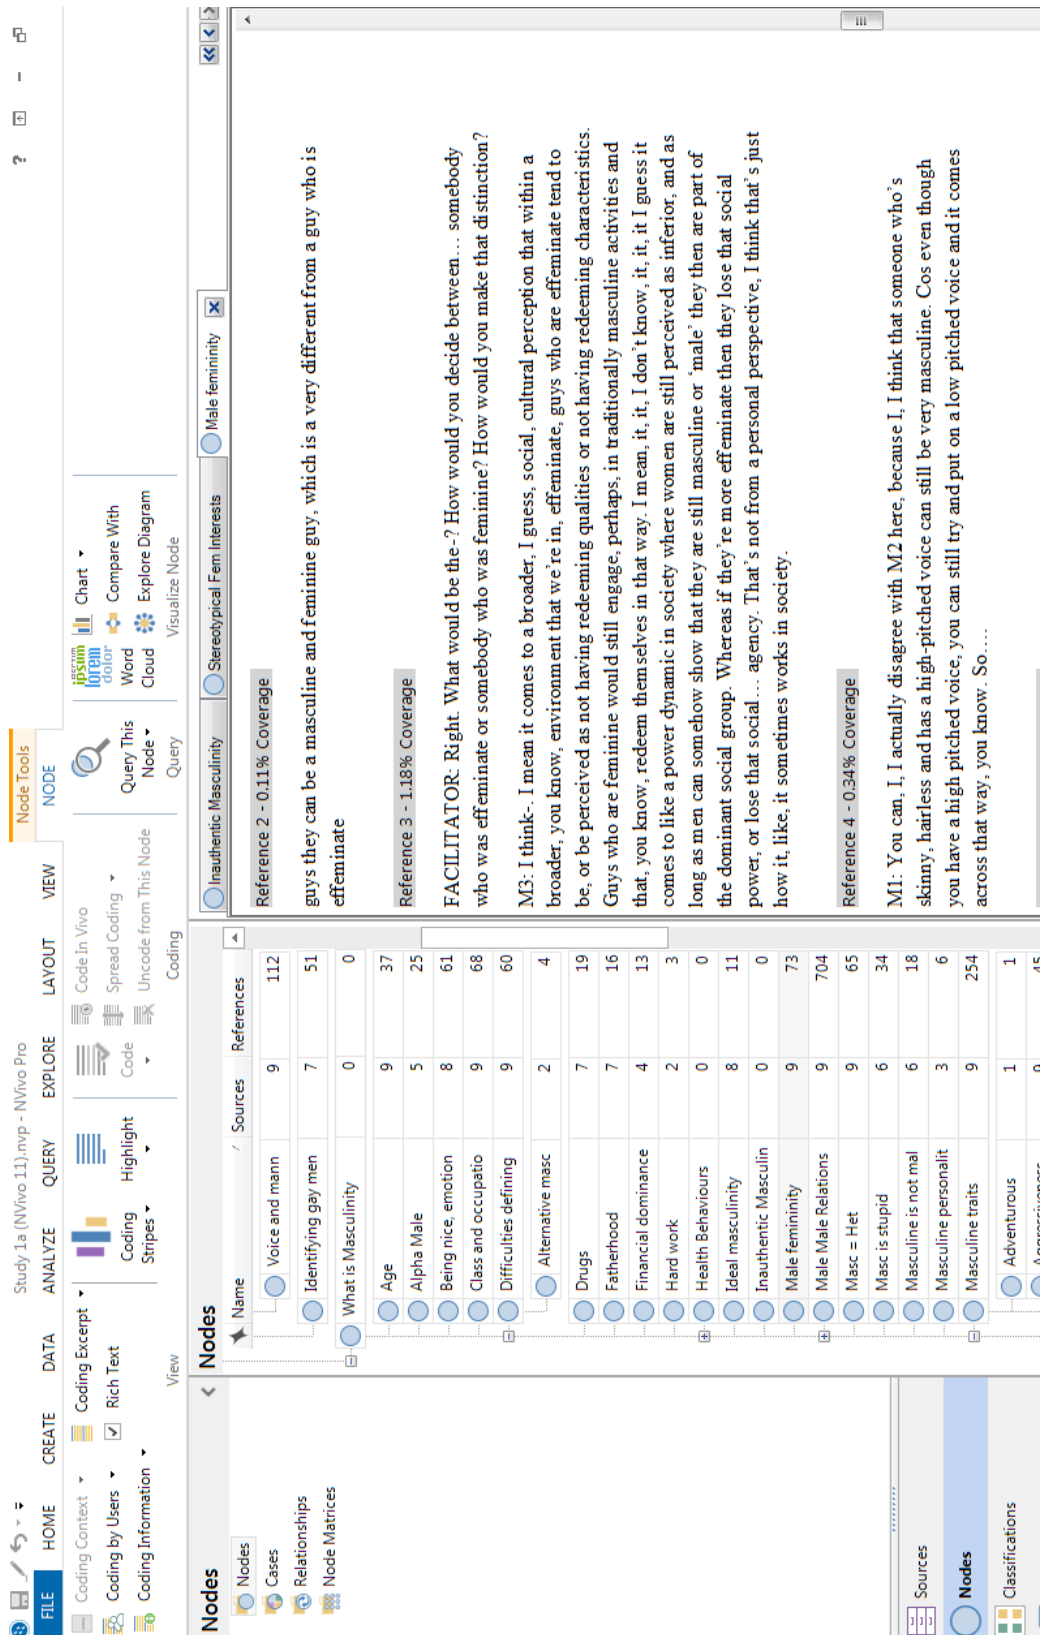 Study 1a (NVivo 11).nvp - NVivo Pro
Node Tools
FILE HOME CREATE DATA ANALYZE QUERY EXPLORE LAYOUT VIEW NODE
Coding Context
Coding by Users
Coding Information
Coding Excerpt
Rich Text
View
Coding Stripes
Highlight
Code
Code In Vivo
Spread Coding
Uncode from This Node
Coding
Query This Node
Query
ipsum
lorem
dolor
Word Cloud
Chart
Compare With
Explore Diagram
Visualize Node
Nodes
Nodes
Cases
Relationships
Node Matrices
Sources
Nodes
Classifications
Nodes
Name Sources References
Voice and mann 9 112
Identifying gay men 7 51
What is Masculinity 0 0
Age 9 37
Alpha Male 5 25
Being nice, emotion 8 61
Class and occupatio 9 68
Difficulties defining 9 60
Alternative masc 2 4
Drugs 7 19
Fatherhood 7 16
Financial dominance 4 13
Hard work 2 3
Health Behaviours 0 0
Ideal masculinity 8 11
Inauthentic Masculin 0 0
Male femininity 9 73
Male Male Relations 9 704
Masc = Het 9 65
Masc is stupid 6 34
Masculine is not mal 6 18
Masculine personalit 3 6
Masculine traits 9 254
Adventurous 1 1
Aggressiveness 9 45
Inauthentic Masculinity Stereotypical Fem Interests Male femininity
Reference 2 - 0.11% Coverage
guys they can be a masculine and feminine guy, which is a very different from a guy who is
effeminate
Reference 3 - 1.18% Coverage
FACILITATOR: Right. What would be the-? How would you decide between… somebody
who was effeminate or somebody who was feminine? How would you make that distinction?
M3: I think-. I mean it comes to a broader, I guess, social, cultural perception that within a
broader, you know, environment that we're in, effeminate, guys who are effeminate tend to
be, or be perceived as not having redeeming qualities or not having redeeming characteristics.
Guys who are feminine would still engage, perhaps, in traditionally masculine activities and
that, you know, redeem themselves in that way. I mean, it, it, I don't know, it, it, it I guess it
comes to like a power dynamic in society where women are still perceived as inferior, and as
long as men can somehow show that they are still masculine or 'male' they then are part of
the dominant social group. Whereas if they're more effeminate then they lose that social
power, or lose that social… agency. That's not from a personal perspective, I think that's just
how it, like, it sometimes works in society.
Reference 4 - 0.34% Coverage
M1: You can, I, I actually disagree with M2 here, because I, I think that someone who's
skinny, hairless and has a high-pitched voice can still be very masculine. Cos even though
you have a high pitched voice, you can still try and put on a low pitched voice and it comes
across that way, you know. So….